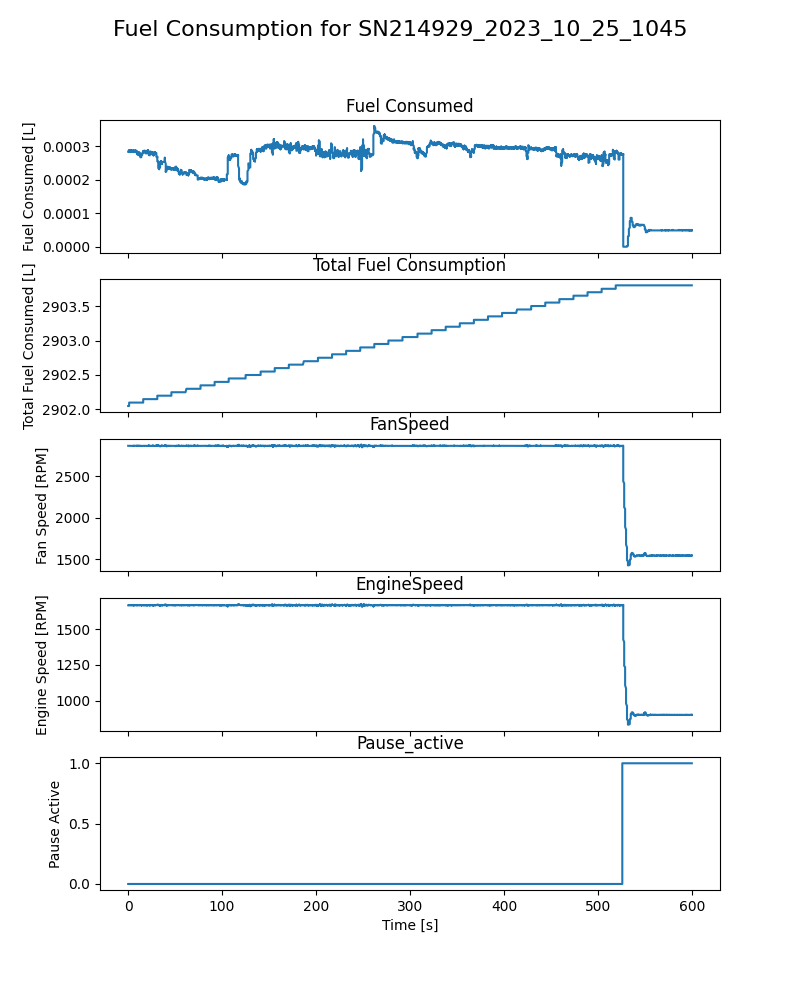 Fuel Consumption for SN214929_2023_10_25_1045
Fuel Consumed
Fuel Consumed [L]
0.0003
0.0002
0.0001
0.0000
Total Fuel Consumption
Total Fuel Consumed [L]
2903.5
2903.0
2902.5
2902.0
FanSpeed
Fan Speed [RPM]
2500
2000
1500
EngineSpeed
Engine Speed [RPM]
1500
1250
1000
Pause_active
Pause Active
1.0
0.5
0.0
0 100 200 300 400 500 600
Time [s]